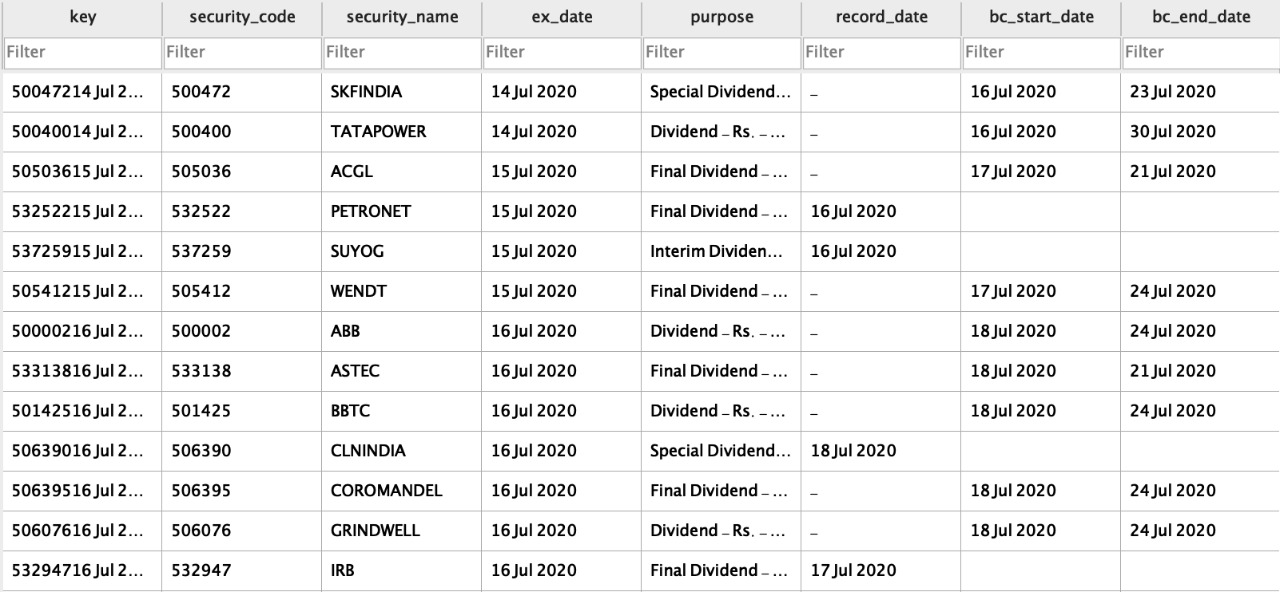 key security_code security_name ex_date purpose record_date bc_start_date bc_end_date
Filter Filter Filter Filter Filter Filter Filter Filter
50047214 Jul 2... 500472 SKFINDIA 14 Jul 2020 Special Dividend... - 16 Jul 2020 23 Jul 2020
50040014 Jul 2... 500400 TATAPOWER 14 Jul 2020 Dividend - Rs. - ... - 16 Jul 2020 30 Jul 2020
50503615 Jul 2... 505036 ACGL 15 Jul 2020 Final Dividend - ... - 17 Jul 2020 21 Jul 2020
53252215 Jul 2... 532522 PETRONET 15 Jul 2020 Final Dividend - ... 16 Jul 2020
53725915 Jul 2... 537259 SUYOG 15 Jul 2020 Interim Dividen... 16 Jul 2020
50541215 Jul 2... 505412 WENDT 15 Jul 2020 Final Dividend - ... - 17 Jul 2020 24 Jul 2020
50000216 Jul 2... 500002 ABB 16 Jul 2020 Dividend - Rs. - ... - 18 Jul 2020 24 Jul 2020
53313816 Jul 2... 533138 ASTEC 16 Jul 2020 Final Dividend - ... - 18 Jul 2020 21 Jul 2020
50142516 Jul 2... 501425 BBTC 16 Jul 2020 Dividend - Rs. - ... - 18 Jul 2020 24 Jul 2020
50639016 Jul 2... 506390 CLNINDIA 16 Jul 2020 Special Dividend... 18 Jul 2020
50639516 Jul 2... 506395 COROMANDEL 16 Jul 2020 Final Dividend - ... - 18 Jul 2020 24 Jul 2020
50607616 Jul 2... 506076 GRINDWELL 16 Jul 2020 Dividend - Rs. - ... - 18 Jul 2020 24 Jul 2020
53294716 Jul 2... 532947 IRB 16 Jul 2020 Final Dividend - ... 17 Jul 2020